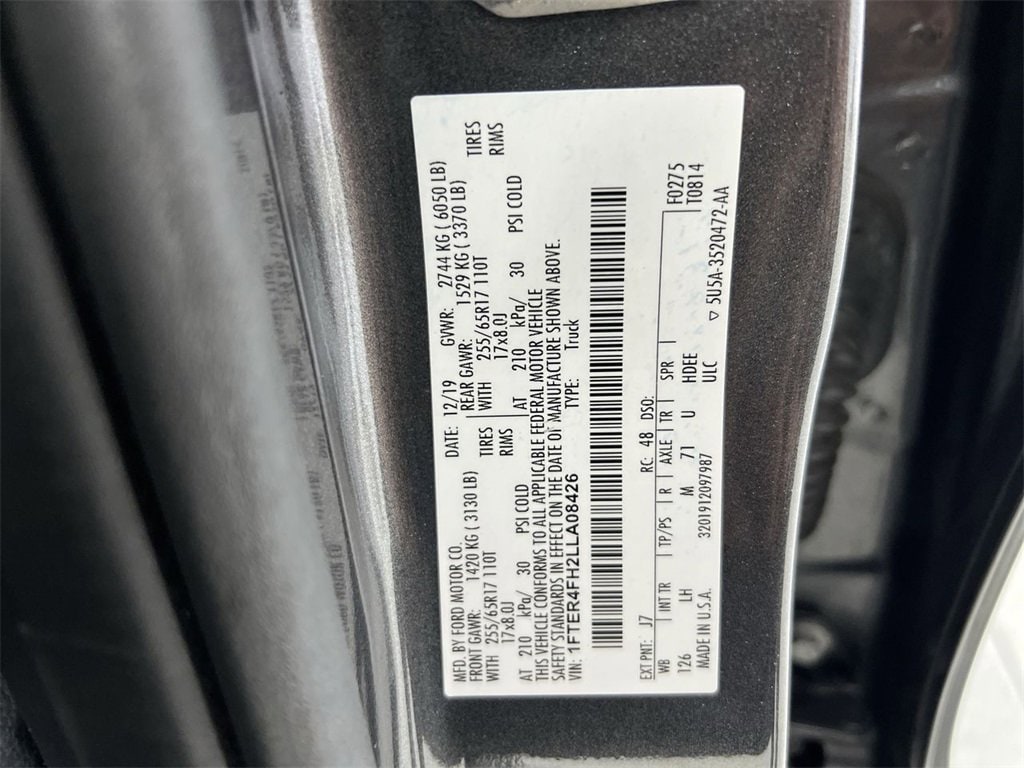 MFD. BY FORD MOTOR CO. DATE: 12/19 GVWR: 2744 KG ( 6050 LB)
FRONT GAWR: 1420 KG ( 3130 LB) REAR GAWR: 1529 KG ( 3370 LB)
WITH 255/65R17 110T TIRES WITH 255/65R17 110T TIRES
17x8.0J RIMS 17x8.0J RIMS
AT 210 kPa/ 30 PSI COLD AT 210 kPa/ 30 PSI COLD
THIS VEHICLE CONFORMS TO ALL APPLICABLE FEDERAL MOTOR VEHICLE
SAFETY STANDARDS IN EFFECT ON THE DATE OF MANUFACTURE SHOWN ABOVE.
VIN: 1FTER4FH2LLA08426 TYPE: Truck
EXT PNT: J7 RC: 48 DSO: F0275
WB INT TR TP/PS R AXLE TR SPR T0814
126 LH M 71 U HDEE
MADE IN U.S.A. 3201912097987 ULC ▽ 5U5A-3520472-AA